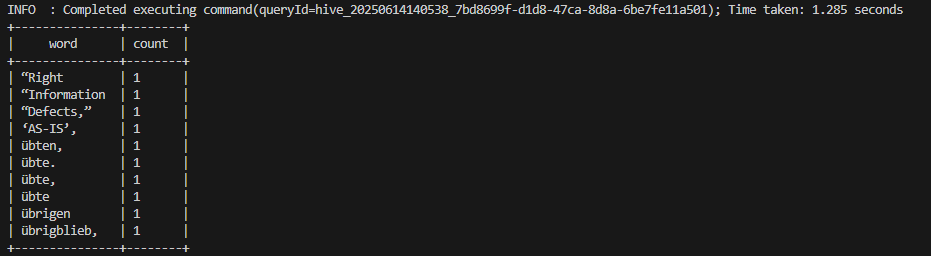 INFO  : Completed executing command(queryId=hive_20250614140538_7bd8699f-d1d8-47ca-8d8a-6be7fe11a501); Time taken: 1.285 seconds
+---------------+--------+
|     word      | count  |
+---------------+--------+
| “Right        | 1      |
| “Information  | 1      |
| “Defects,”    | 1      |
| ‘AS-IS’,      | 1      |
| übten,        | 1      |
| übte.         | 1      |
| übte,         | 1      |
| übte          | 1      |
| übrigen       | 1      |
| übrigblieb,   | 1      |
+---------------+--------+